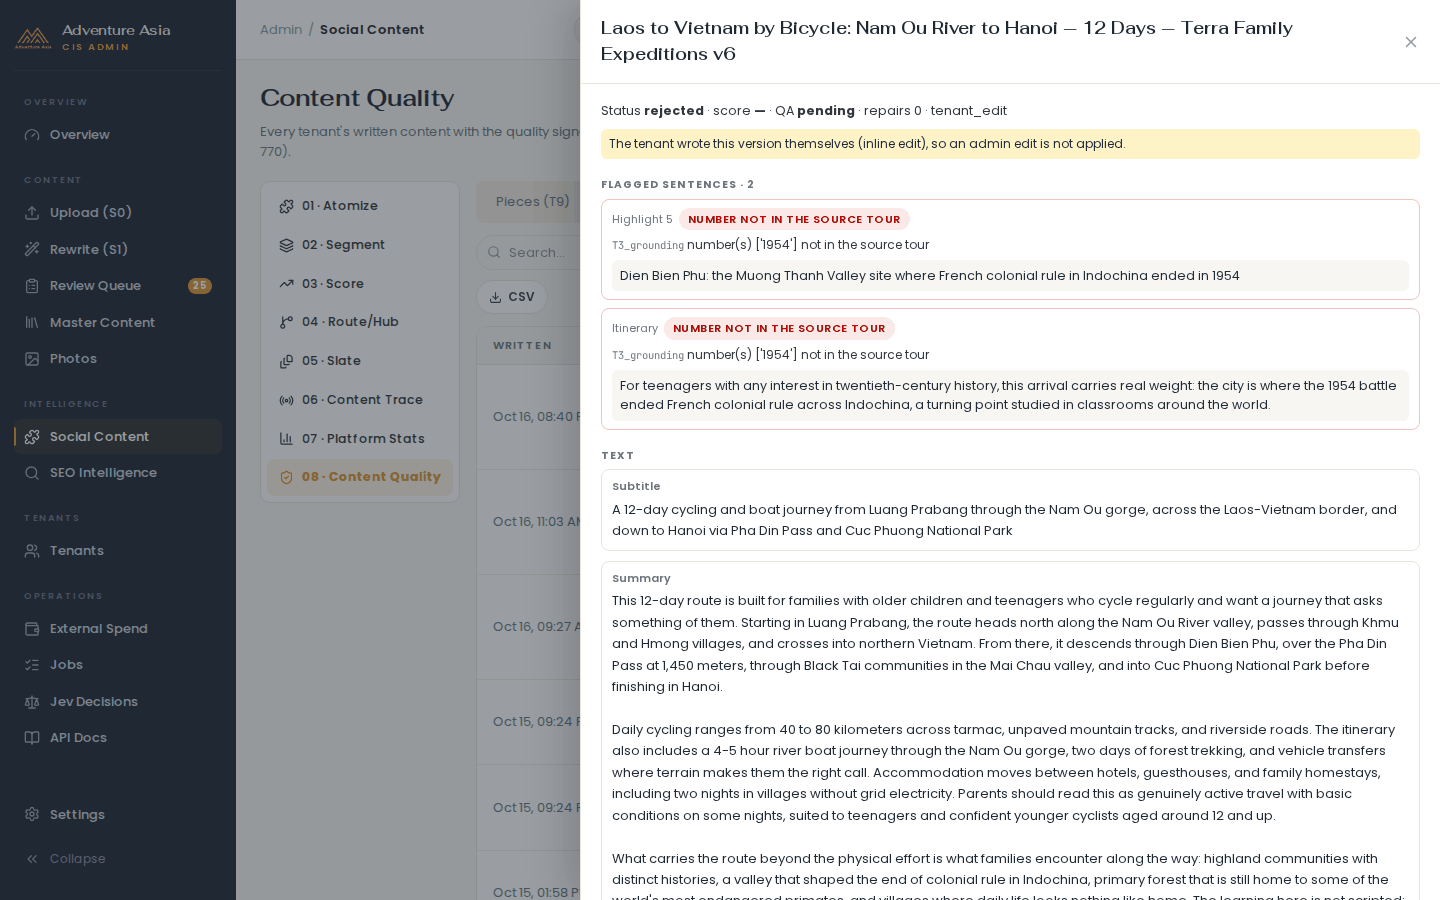 Adventure Asia
CIS ADMIN
OVERVIEW
Overview
CONTENT
Upload (S0)
Rewrite (S1)
Review Queue 25
Master Content
Photos
INTELLIGENCE
Social Content
SEO Intelligence
TENANTS
Tenants
OPERATIONS
External Spend
Jobs
Jev Decisions
API Docs
Settings
Collapse
Admin / Social Content
Content Quality
Every tenant's written content with the quality sign
770).
01 · Atomize
02 · Segment
03 · Score
04 · Route/Hub
05 · Slate
06 · Content Trace
07 · Platform Stats
08 · Content Quality
Pieces (T9)
Search...
CSV
WRITTEN
Oct 16, 08:40
Oct 16, 11:03 AM
Oct 16, 09:27 A
Oct 15, 09:24
Oct 15, 09:24
Oct 15, 01:58 P
Laos to Vietnam by Bicycle: Nam Ou River to Hanoi — 12 Days — Terra Family
Expeditions v6
Status rejected · score — · QA pending · repairs 0 · tenant_edit
The tenant wrote this version themselves (inline edit), so an admin edit is not applied.
FLAGGED SENTENCES · 2
Highlight 5 NUMBER NOT IN THE SOURCE TOUR
T3_grounding number(s) ['1954'] not in the source tour
Dien Bien Phu: the Muong Thanh Valley site where French colonial rule in Indochina ended in 1954
Itinerary NUMBER NOT IN THE SOURCE TOUR
T3_grounding number(s) ['1954'] not in the source tour
For teenagers with any interest in twentieth-century history, this arrival carries real weight: the city is where the 1954 battle
ended French colonial rule across Indochina, a turning point studied in classrooms around the world.
TEXT
Subtitle
A 12-day cycling and boat journey from Luang Prabang through the Nam Ou gorge, across the Laos-Vietnam border, and
down to Hanoi via Pha Din Pass and Cuc Phuong National Park
Summary
This 12-day route is built for families with older children and teenagers who cycle regularly and want a journey that asks
something of them. Starting in Luang Prabang, the route heads north along the Nam Ou River valley, passes through Khmu
and Hmong villages, and crosses into northern Vietnam. From there, it descends through Dien Bien Phu, over the Pha Din
Pass at 1,450 meters, through Black Tai communities in the Mai Chau valley, and into Cuc Phuong National Park before
finishing in Hanoi.
Daily cycling ranges from 40 to 80 kilometers across tarmac, unpaved mountain tracks, and riverside roads. The itinerary
also includes a 4-5 hour river boat journey through the Nam Ou gorge, two days of forest trekking, and vehicle transfers
where terrain makes them the right call. Accommodation moves between hotels, guesthouses, and family homestays,
including two nights in villages without grid electricity. Parents should read this as genuinely active travel with basic
conditions on some nights, suited to teenagers and confident younger cyclists aged around 12 and up.
What carries the route beyond the physical effort is what families encounter along the way: highland communities with
distinct histories, a valley that shaped the end of colonial rule in Indochina, primary forest that is still home to some of the
world's most endangered primates, and villages where daily life looks nothing like home. The learning here is not scripted;